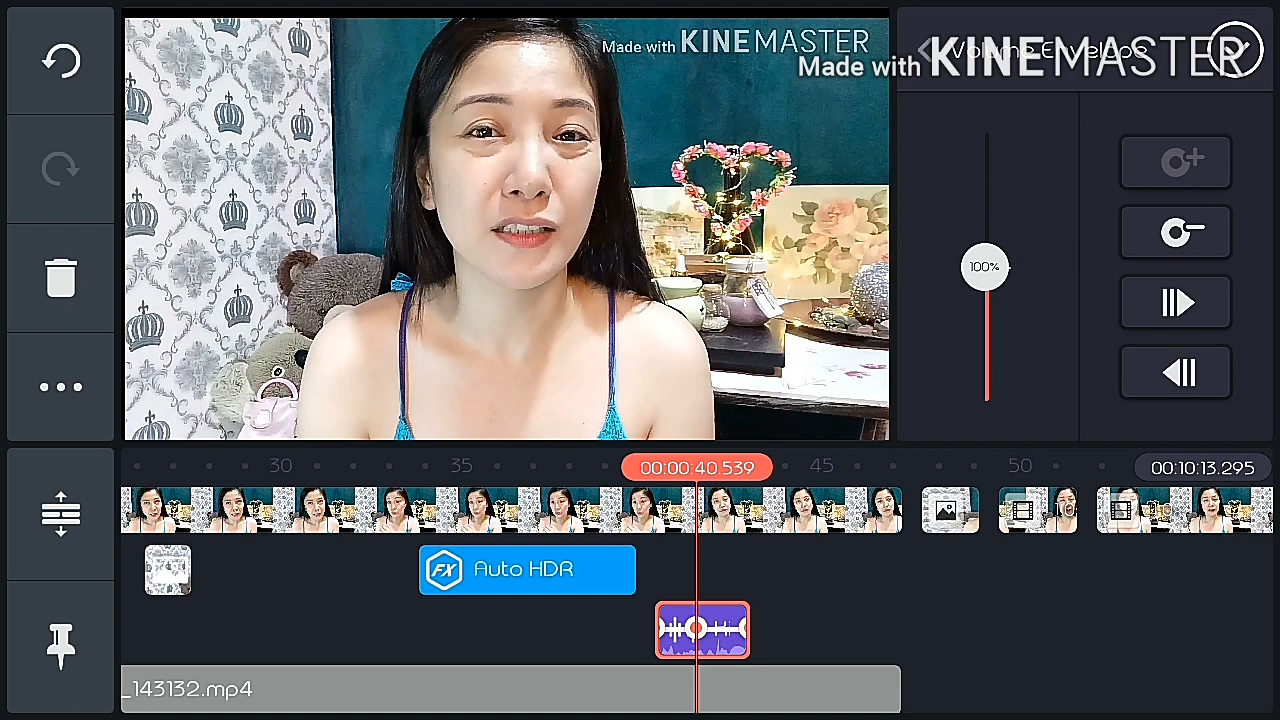 Made with KINEMASTER
Volume Envelope
Made with KINEMASTER
100%
30
35
00:00:40.539
45
50
00:10:13.295
FX Auto HDR
_143132.mp4